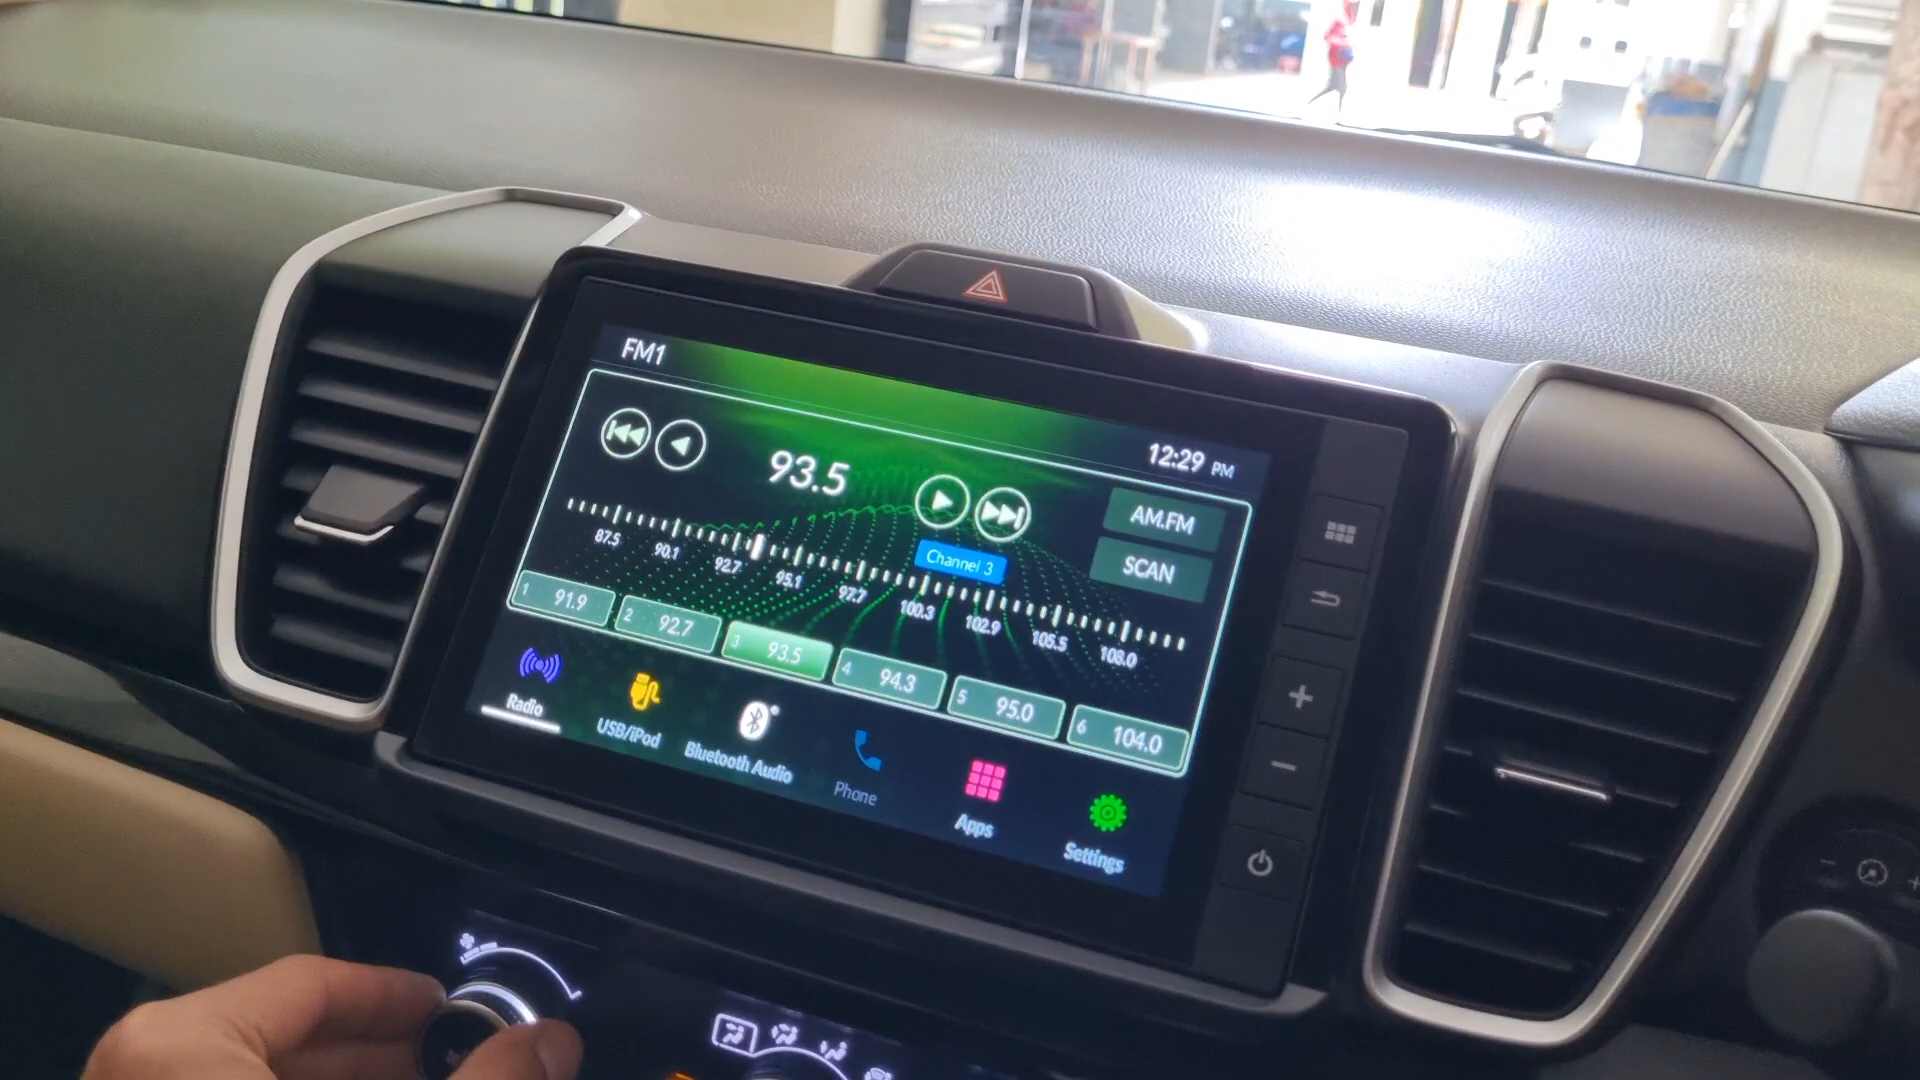 FM1
12:29 PM
93.5
AM.FM
SCAN
Channel 3
87.5 90.1 92.7 95.1 97.7 100.3 102.9 105.5 108.0
1 91.9
2 92.7
3 93.5
4 94.3
5 95.0
6 104.0
Radio
USB/iPod
Bluetooth Audio
Phone
Apps
Settings